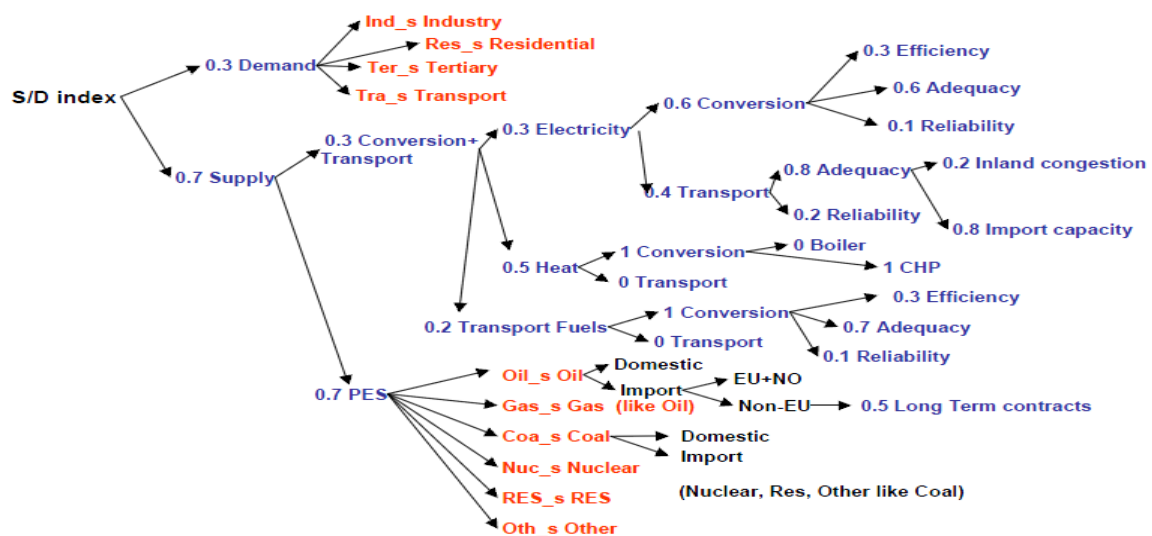 Ind_s Industry
Res_s Residential
0.3 Demand
Ter_s Tertiary
Tra_s Transport
S/D index
0.3 Efficiency
0.6 Conversion
0.6 Adequacy
0.1 Reliability
0.3 Electricity
0.3 Conversion+
Transport
0.7 Supply
0.4 Transport
0.8 Adequacy
0.2 Inland congestion
0.2 Reliability
0.8 Import capacity
0.5 Heat
1 Conversion
0 Boiler
1 CHP
0 Transport
0.2 Transport Fuels
1 Conversion
0.3 Efficiency
0.7 Adequacy
0 Transport
0.1 Reliability
0.7 PES
Oil_s Oil
Domestic
Import
EU+NO
Non-EU
0.5 Long Term contracts
Gas_s Gas (like Oil)
Coa_s Coal
Domestic
Import
Nuc_s Nuclear
RES_s RES
(Nuclear, Res, Other like Coal)
Oth_s Other